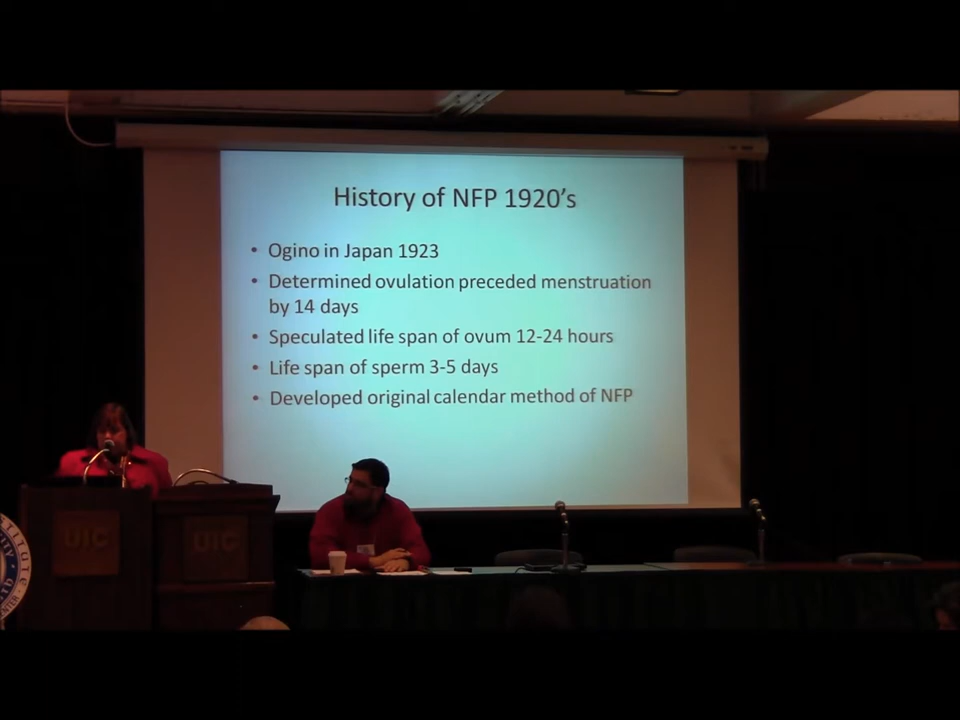 History of NFP 1920's
• Ogino in Japan 1923
• Determined ovulation preceded menstruation
by 14 days
• Speculated life span of ovum 12-24 hours
• Life span of sperm 3-5 days
• Developed original calendar method of NFP
UIC
UIC